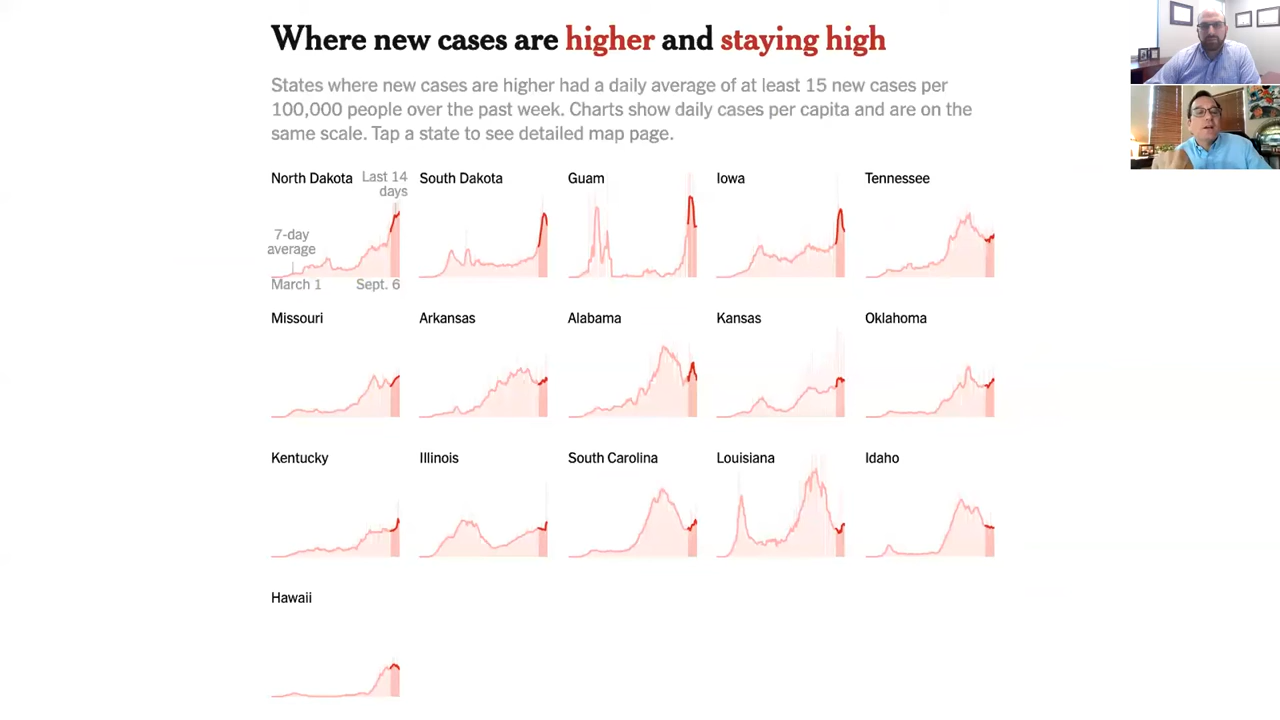 Where new cases are higher and staying high
States where new cases are higher had a daily average of at least 15 new cases per
100,000 people over the past week. Charts show daily cases per capita and are on the
same scale. Tap a state to see detailed map page.
North Dakota
Last 14
days
7-day
average
March 1
Sept. 6
South Dakota
Guam
Iowa
Tennessee
Missouri
Arkansas
Alabama
Kansas
Oklahoma
Kentucky
Illinois
South Carolina
Louisiana
Idaho
Hawaii